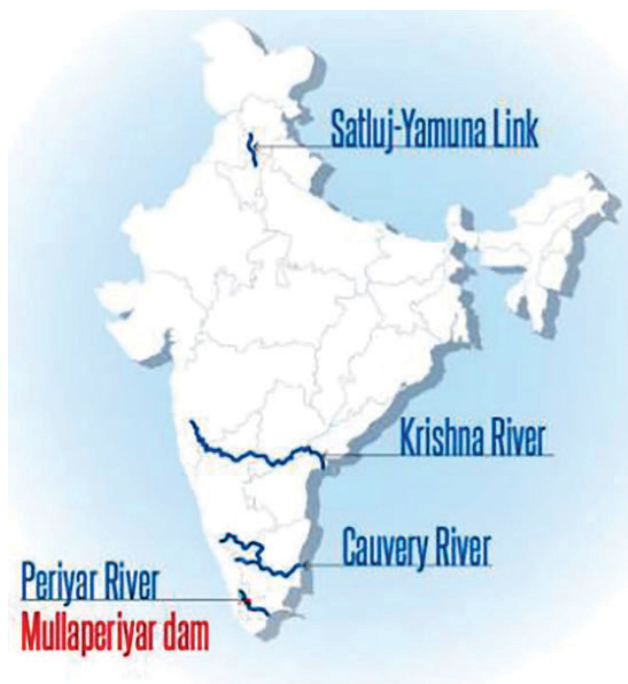 Satluj-Yamuna Link
Krishna River
Cauvery River
Periyar River
Mullaperiyar dam